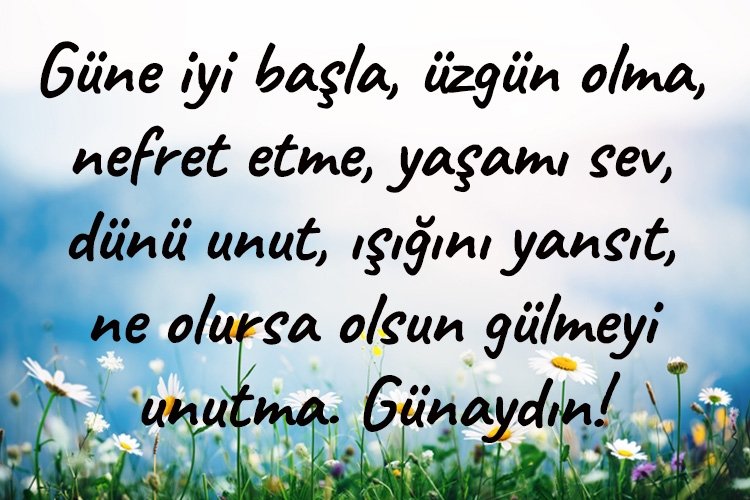 Güne iyi başla, üzgün olma,
nefret etme, yaşamı sev,
dünü unut, ışığını yansıt,
ne olursa olsun gülmeyi
unutma. Günaydın!